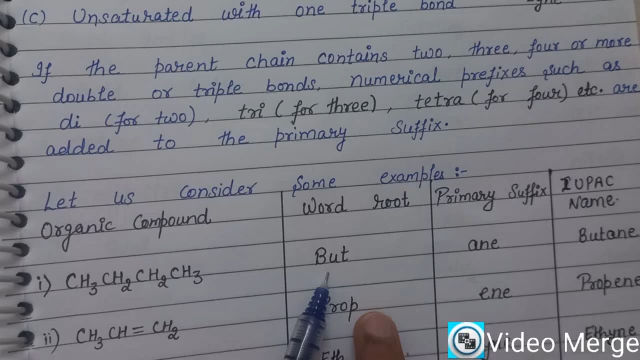 (c) Unsaturated with one triple bond -yne
If the parent chain contains two, three, four or more
double or triple bonds, numerical prefixes such as
di (for two), tri (for three), tetra (for four) etc. are
added to the primary suffix.
Let us consider some examples:-
Organic Compound Word root Primary Suffix IUPAC Name.
i) CH3CH2CH2CH3 But ane Butane
ii) CH3CH=CH2 Prop ene Propene
Eth Ethyne
Video Merge